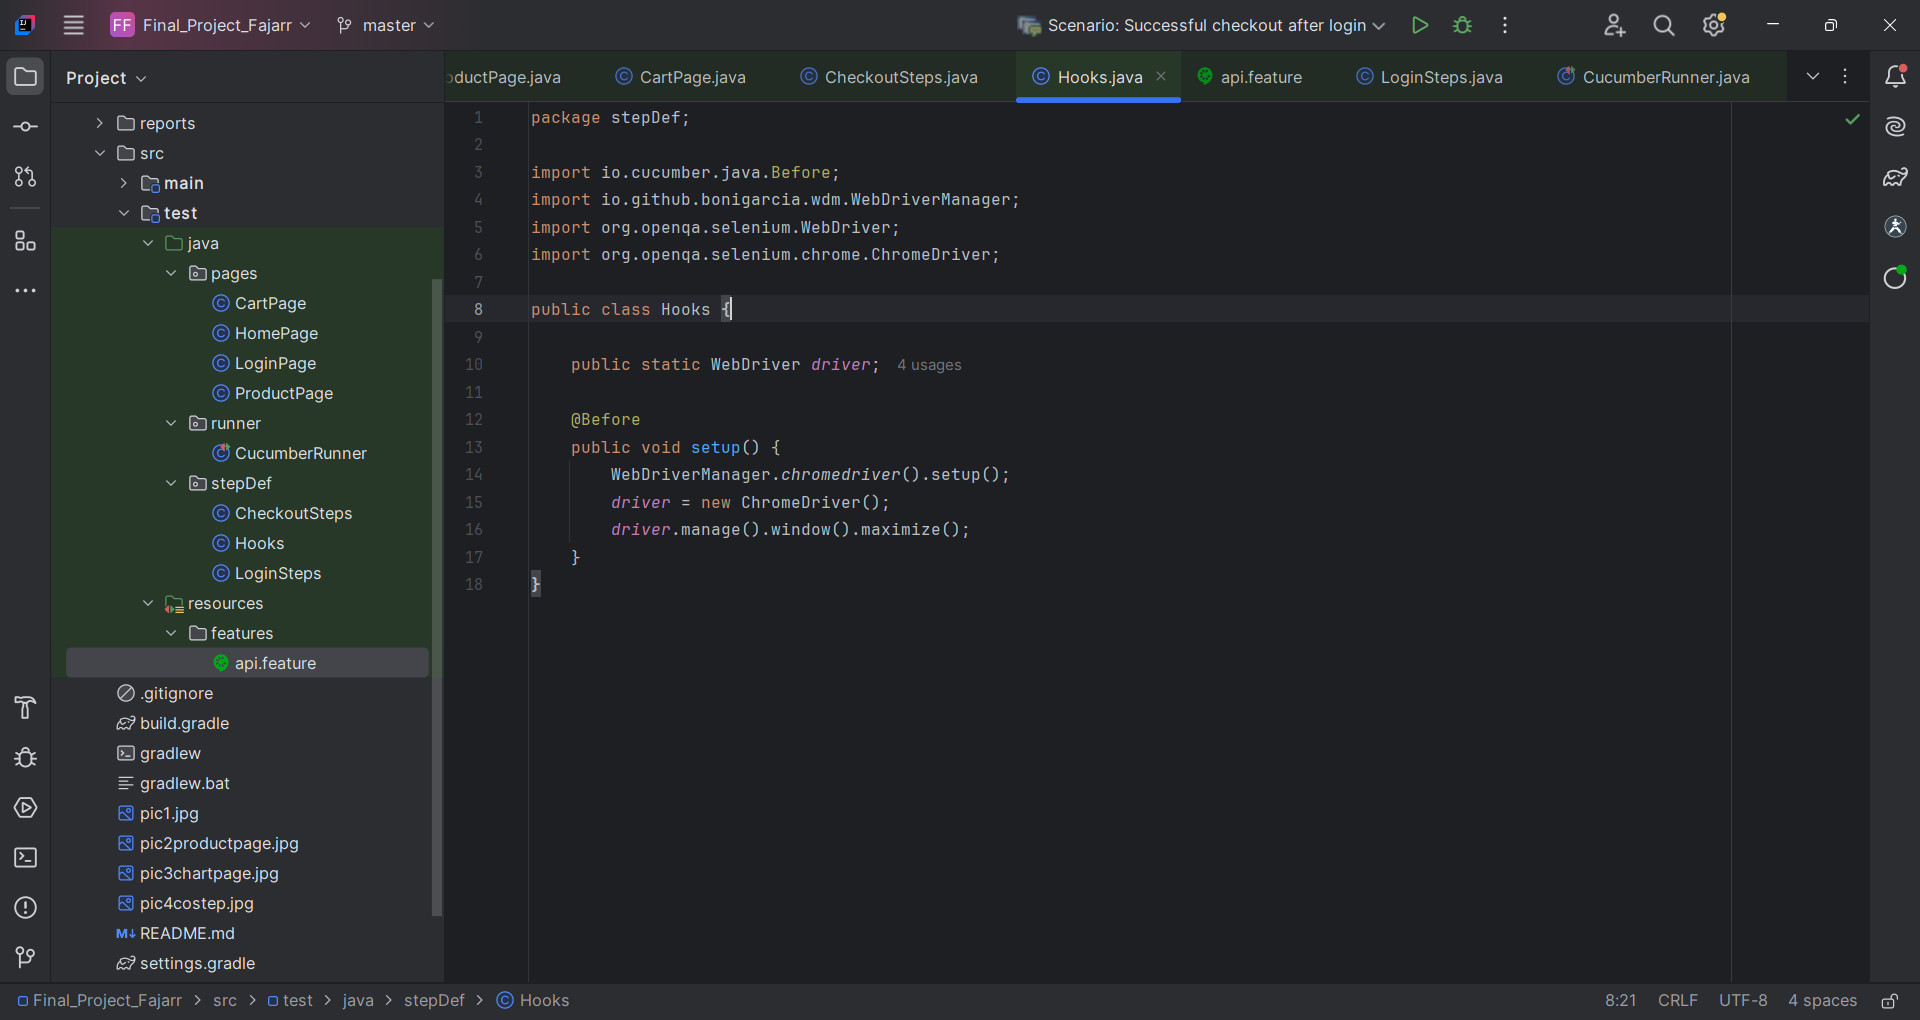 FF Final_Project_Fajarr master Scenario: Successful checkout after login
Project
ductPage.java CartPage.java CheckoutSteps.java Hooks.java api.feature LoginSteps.java CucumberRunner.java
reports
src
main
test
java
pages
CartPage
HomePage
LoginPage
ProductPage
runner
CucumberRunner
stepDef
CheckoutSteps
Hooks
LoginSteps
resources
features
api.feature
.gitignore
build.gradle
gradlew
gradlew.bat
pic1.jpg
pic2productpage.jpg
pic3chartpage.jpg
pic4costep.jpg
README.md
settings.gradle
1 package stepDef;
2
3 import io.cucumber.java.Before;
4 import io.github.bonigarcia.wdm.WebDriverManager;
5 import org.openqa.selenium.WebDriver;
6 import org.openqa.selenium.chrome.ChromeDriver;
7
8 public class Hooks {
9
10 public static WebDriver driver; 4 usages
11
12 @Before
13 public void setup() {
14 WebDriverManager.chromedriver().setup();
15 driver = new ChromeDriver();
16 driver.manage().window().maximize();
17 }
18 }
Final_Project_Fajarr > src > test > java > stepDef > Hooks 8:21 CRLF UTF-8 4 spaces